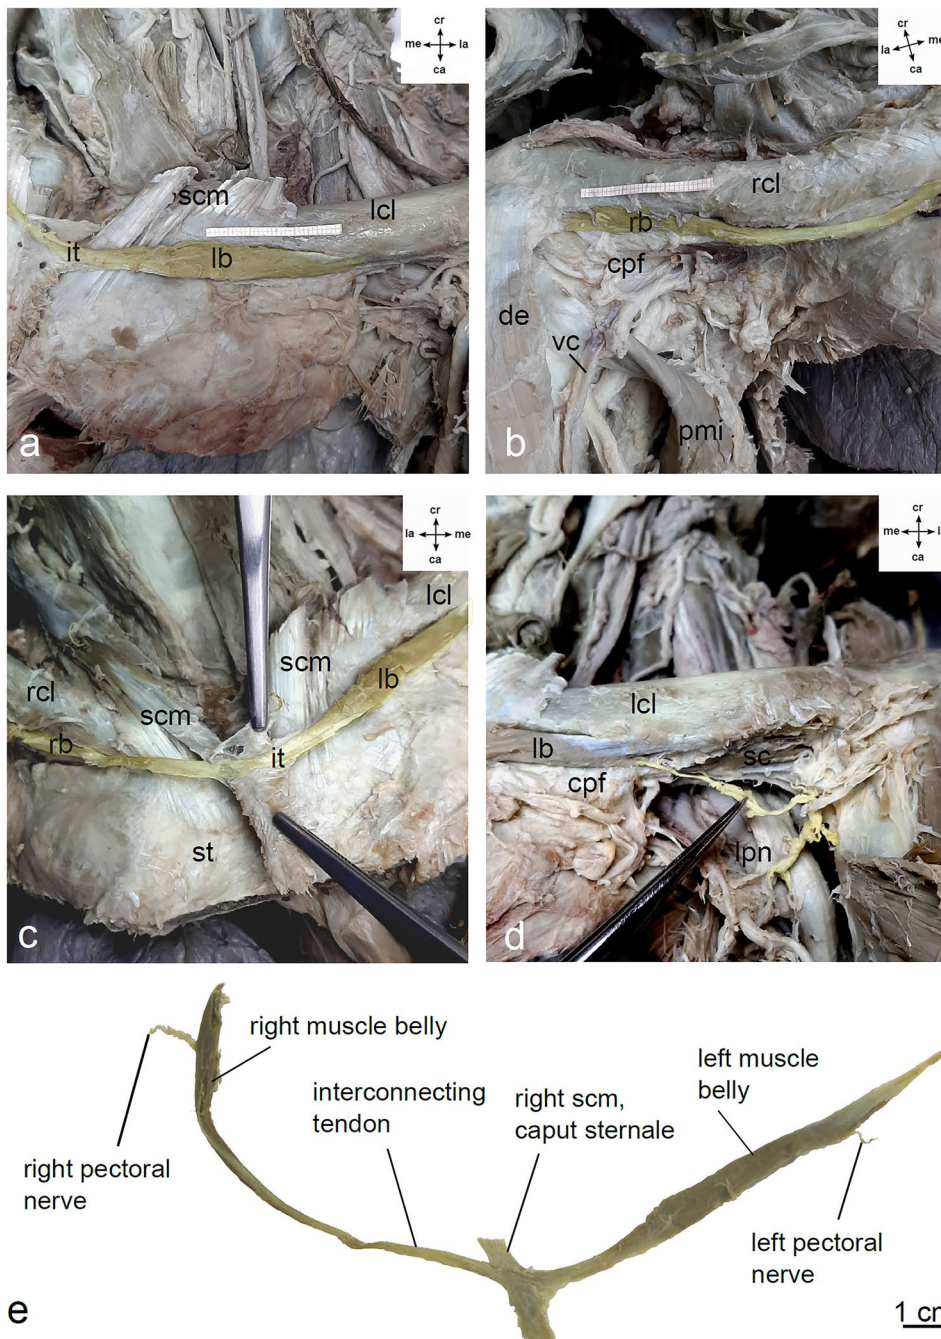 cr
me la
ca
scm
lcl
it
lb
a
cr
la me
ca
rcl
rb
cpf
de
vc
pmi
b
cr
la me
ca
lcl
scm
lb
rcl
scm
rb
it
st
c
cr
me l
ca
lcl
lb
sc
cpf
lpn
d
right muscle belly
left muscle
belly
interconnecting
tendon
right scm,
caput sternale
right pectoral
nerve
left pectoral
nerve
e
1 cm